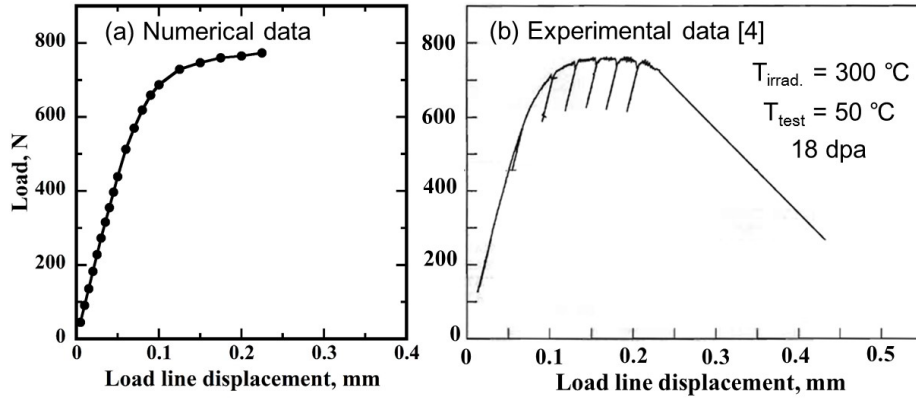 (a) Numerical data
800
600
400
200
0
0
0.1
0.2
0.3
0.4
Load, N
Load line displacement, mm
(b) Experimental data [4]
T_irrad. = 300 ℃
T_test = 50 ℃
18 dpa
800
600
400
200
0
0
0.1
0.2
0.3
0.4
0.5
Load line displacement, mm